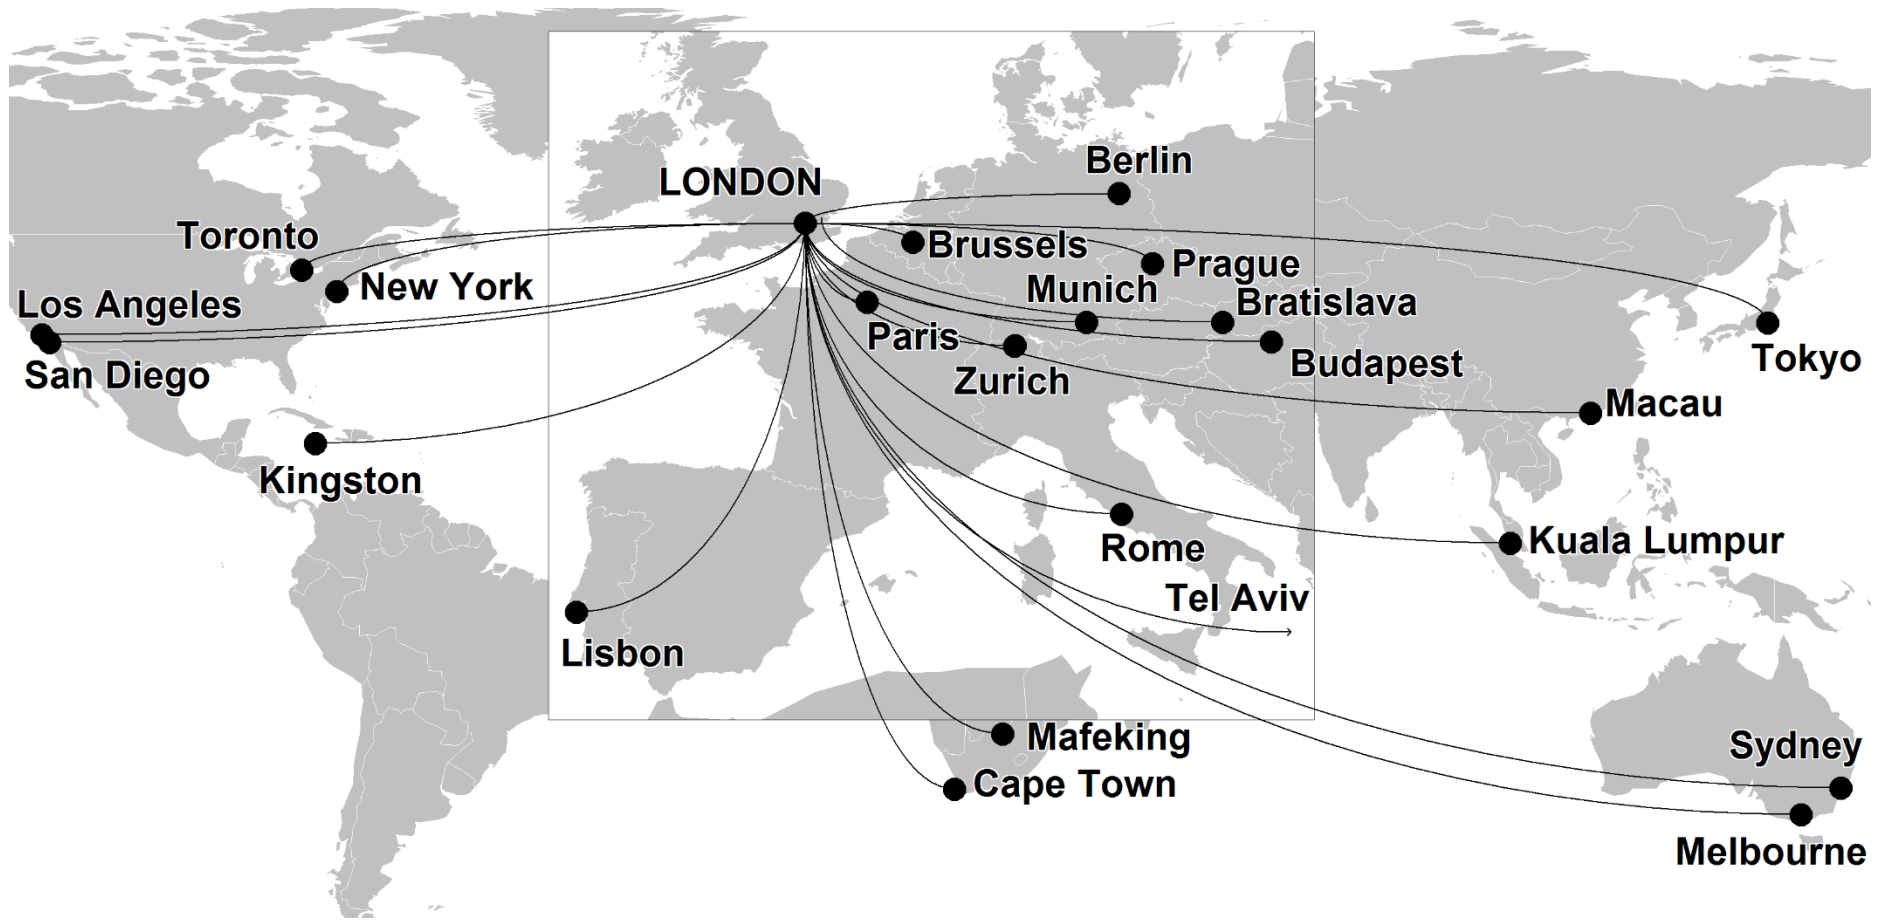 Berlin
LONDON
Toronto
Brussels
Prague
New York
Munich
Bratislava
Los Angeles
Paris
Budapest
Tokyo
San Diego
Zurich
Macau
Kingston
Rome
Kuala Lumpur
Tel Aviv
Lisbon
Mafeking
Sydney
Cape Town
Melbourne